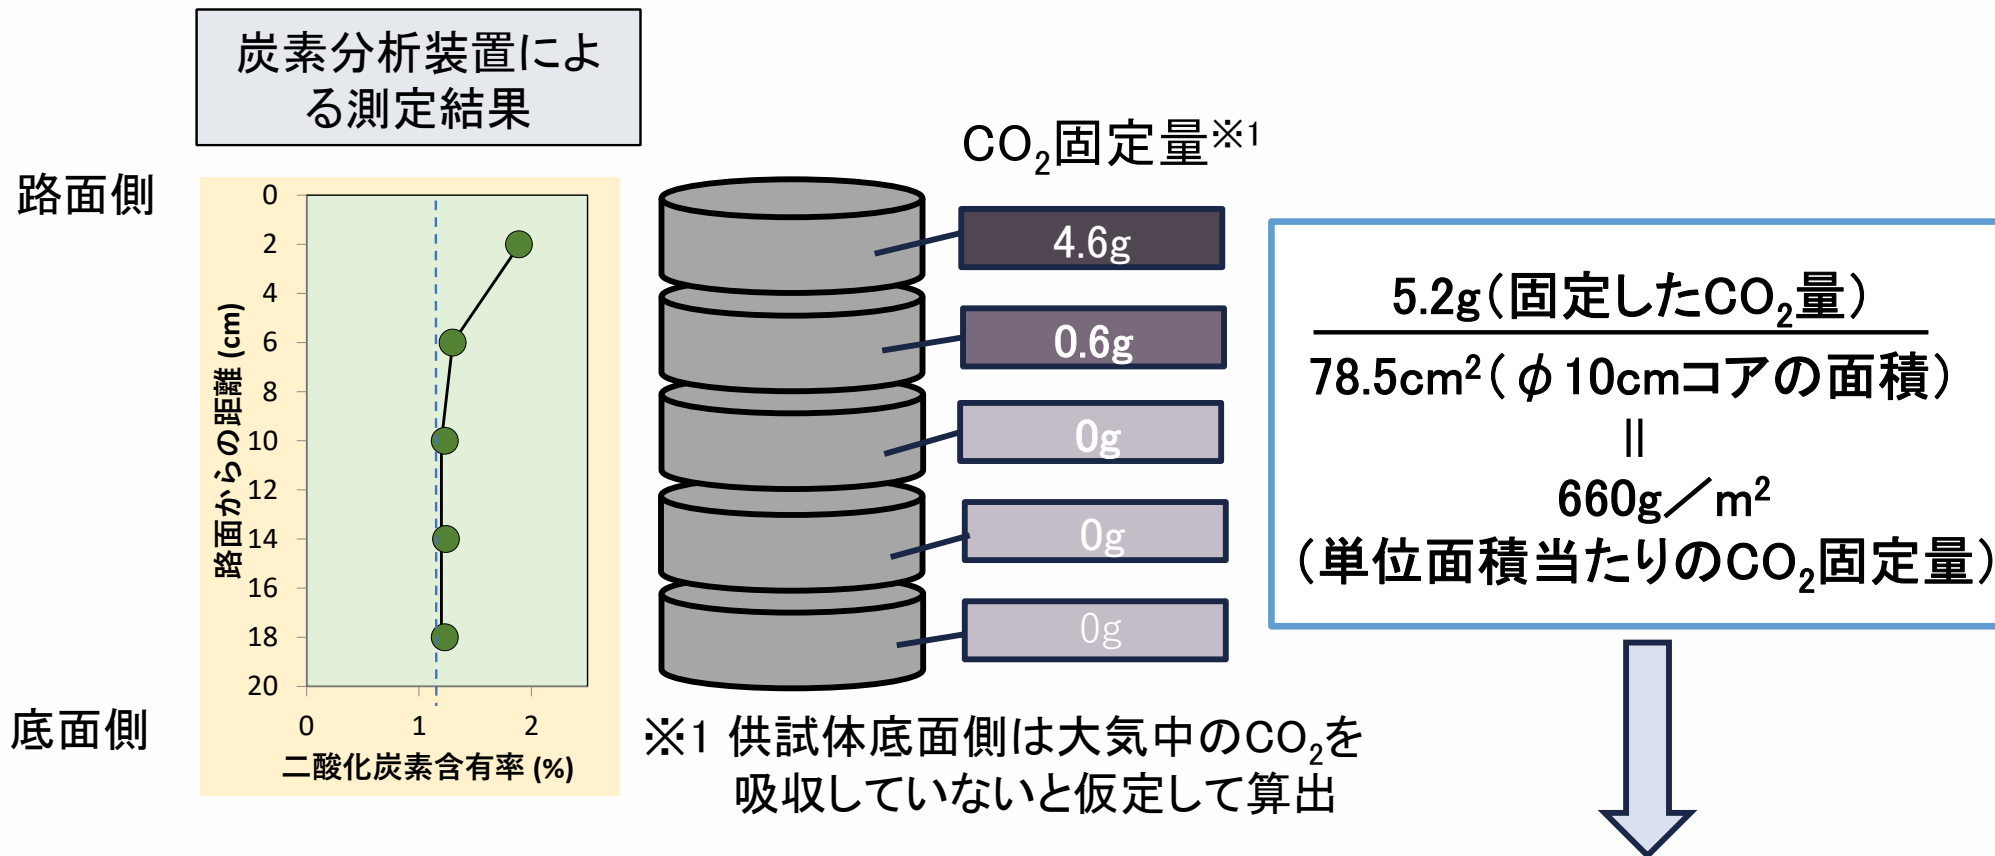 炭素分析装置によ
る測定結果
路面側
底面側
路面からの距離 (cm)
0
2
4
6
8
10
12
14
16
18
20
0 1 2
二酸化炭素含有率 (%)
CO₂固定量※1
4.6g
0.6g
0g
0g
0g
※1 供試体底面側は大気中のCO₂を
吸収していないと仮定して算出
5.2g(固定したCO₂量)
78.5cm²(φ10cmコアの面積)
||
660g/m²
(単位面積当たりのCO₂固定量)